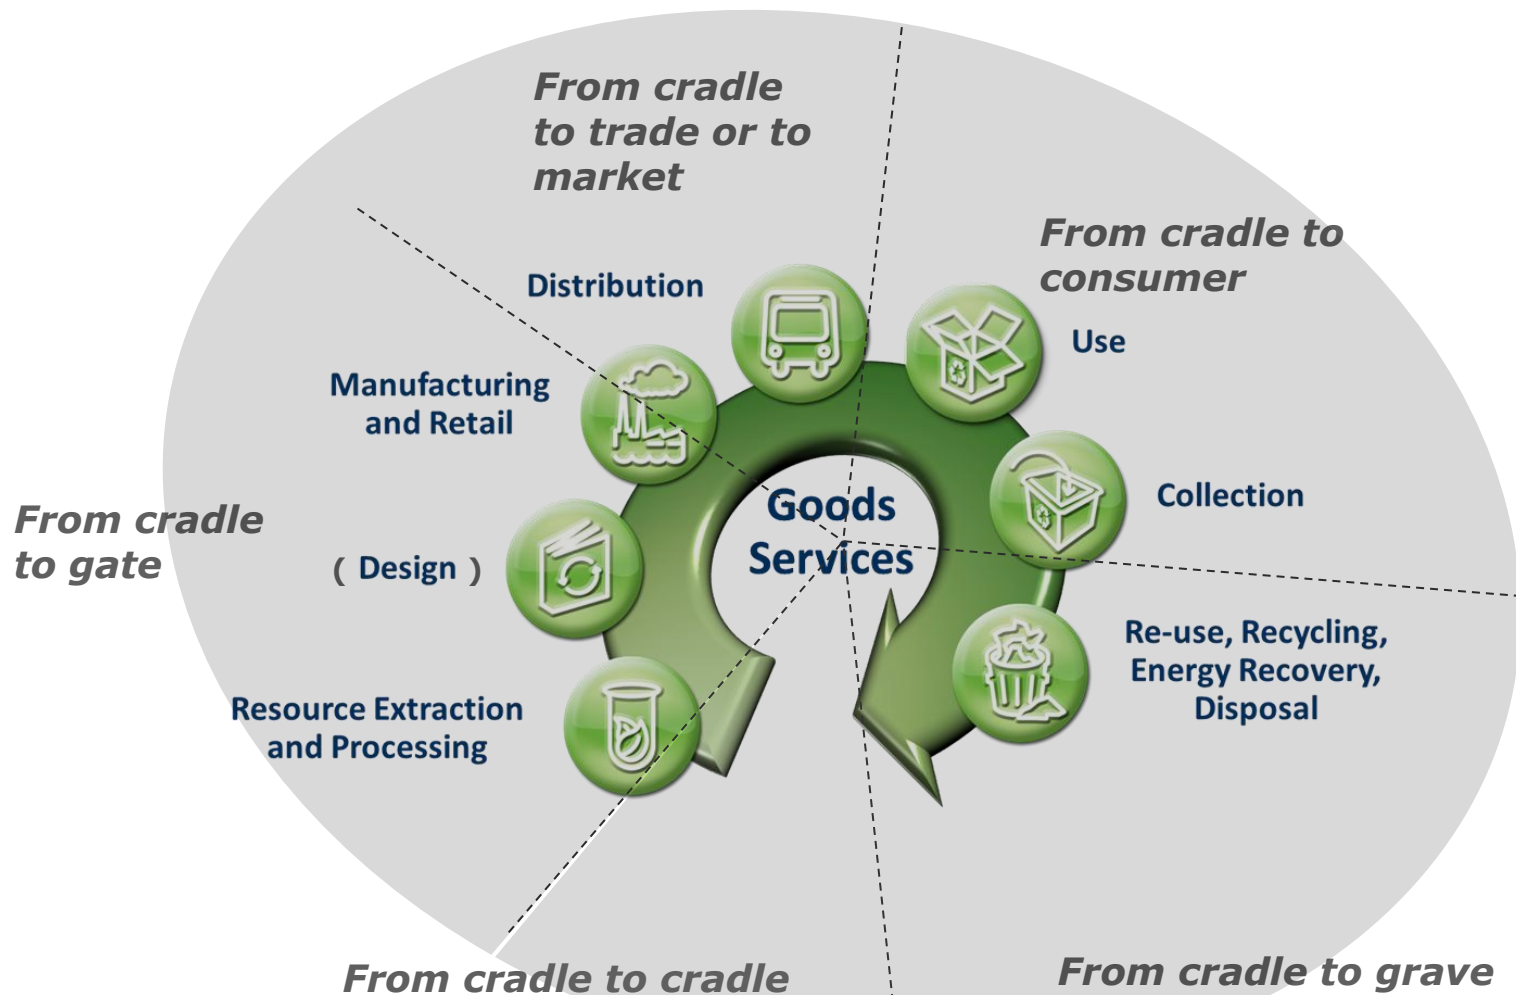 From cradle
to trade or to
market
From cradle to
consumer
Distribution
Use
Manufacturing
and Retail
Goods
Services
Collection
From cradle
to gate
( Design )
Re-use, Recycling,
Energy Recovery,
Disposal
Resource Extraction
and Processing
From cradle to cradle
From cradle to grave